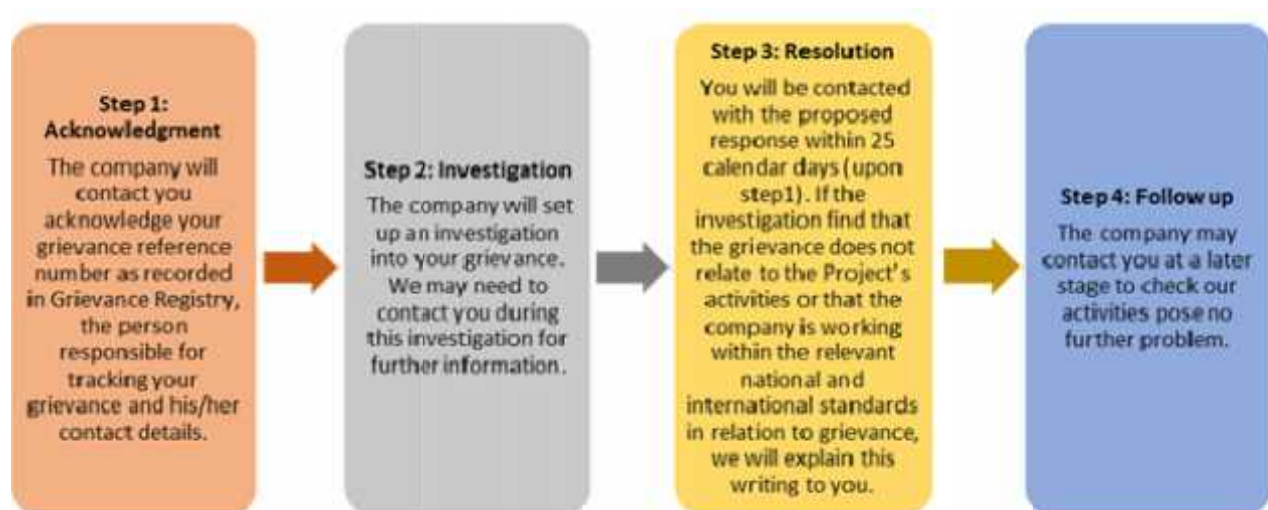 Step 1:
Acknowledgment
The company will
contact you
acknowledge your
grievance reference
number as recorded
in Grievance Registry,
the person
responsible for
tracking your
grievance and his/her
contact details.
Step 2: Investigation
The company will set
up an investigation
into your grievance.
We may need to
contact you during
this investigation for
further information.
Step 3: Resolution
You will be contacted
with the proposed
response within 25
calendar days (upon
step1). If the
investigation find that
the grievance does not
relate to the Project's
activities or that the
company is working
within the relevant
national and
international standards
in relation to grievance,
we will explain this
writing to you.
Step 4: Follow up
The company may
contact you at a later
stage to check our
activities pose no
further problem.